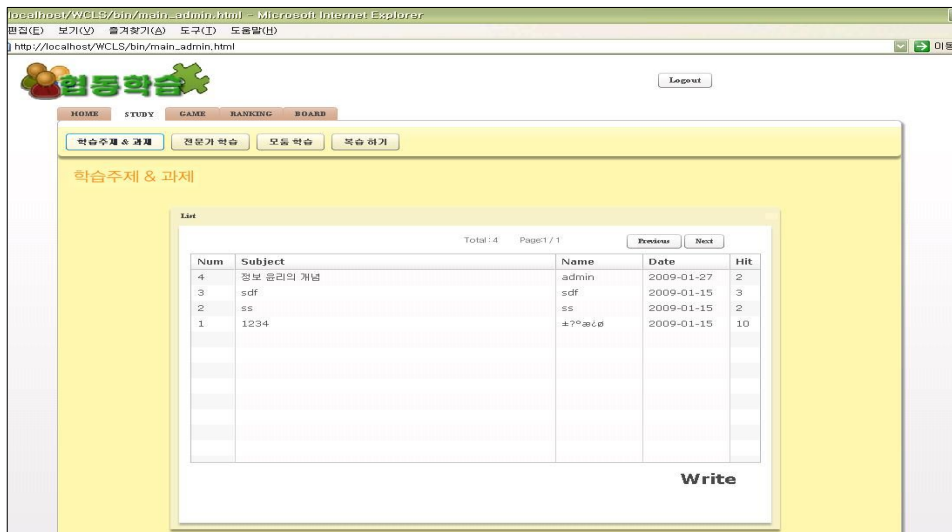 localhost/WCLS/bin/main_admin.html - Microsoft Internet Explorer
편집(E) 보기(V) 즐겨찾기(A) 도구(T) 도움말(H)
http://localhost/WCLS/bin/main_admin.html 이동
협동학습 Logout
HOME STUDY GAME RANKING BOARD
학습주제 & 과제 전문가 학습 모둠 학습 복습 하기
학습주제 & 과제
List
Total : 4 Page:1 / 1 Previous Next
Num Subject Name Date Hit
4 정보 윤리의 개념 admin 2009-01-27 2
3 sdf sdf 2009-01-15 3
2 ss ss 2009-01-15 2
1 1234 ±?°æ¿ø 2009-01-15 10
Write